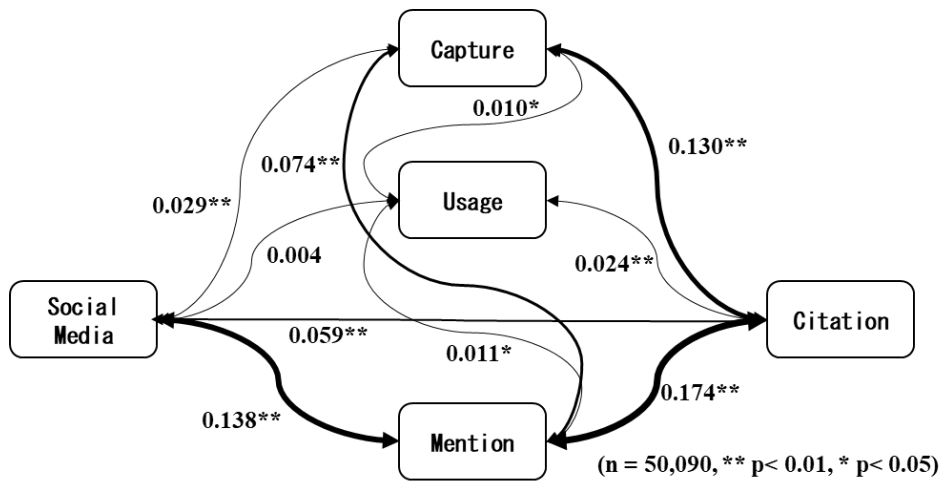 Capture
0.010*
0.130**
0.074**
Usage
0.029**
0.004
0.024**
Social
Media
Citation
0.059**
0.011*
0.174**
0.138**
Mention
(n = 50,090, ** p< 0.01, * p< 0.05)